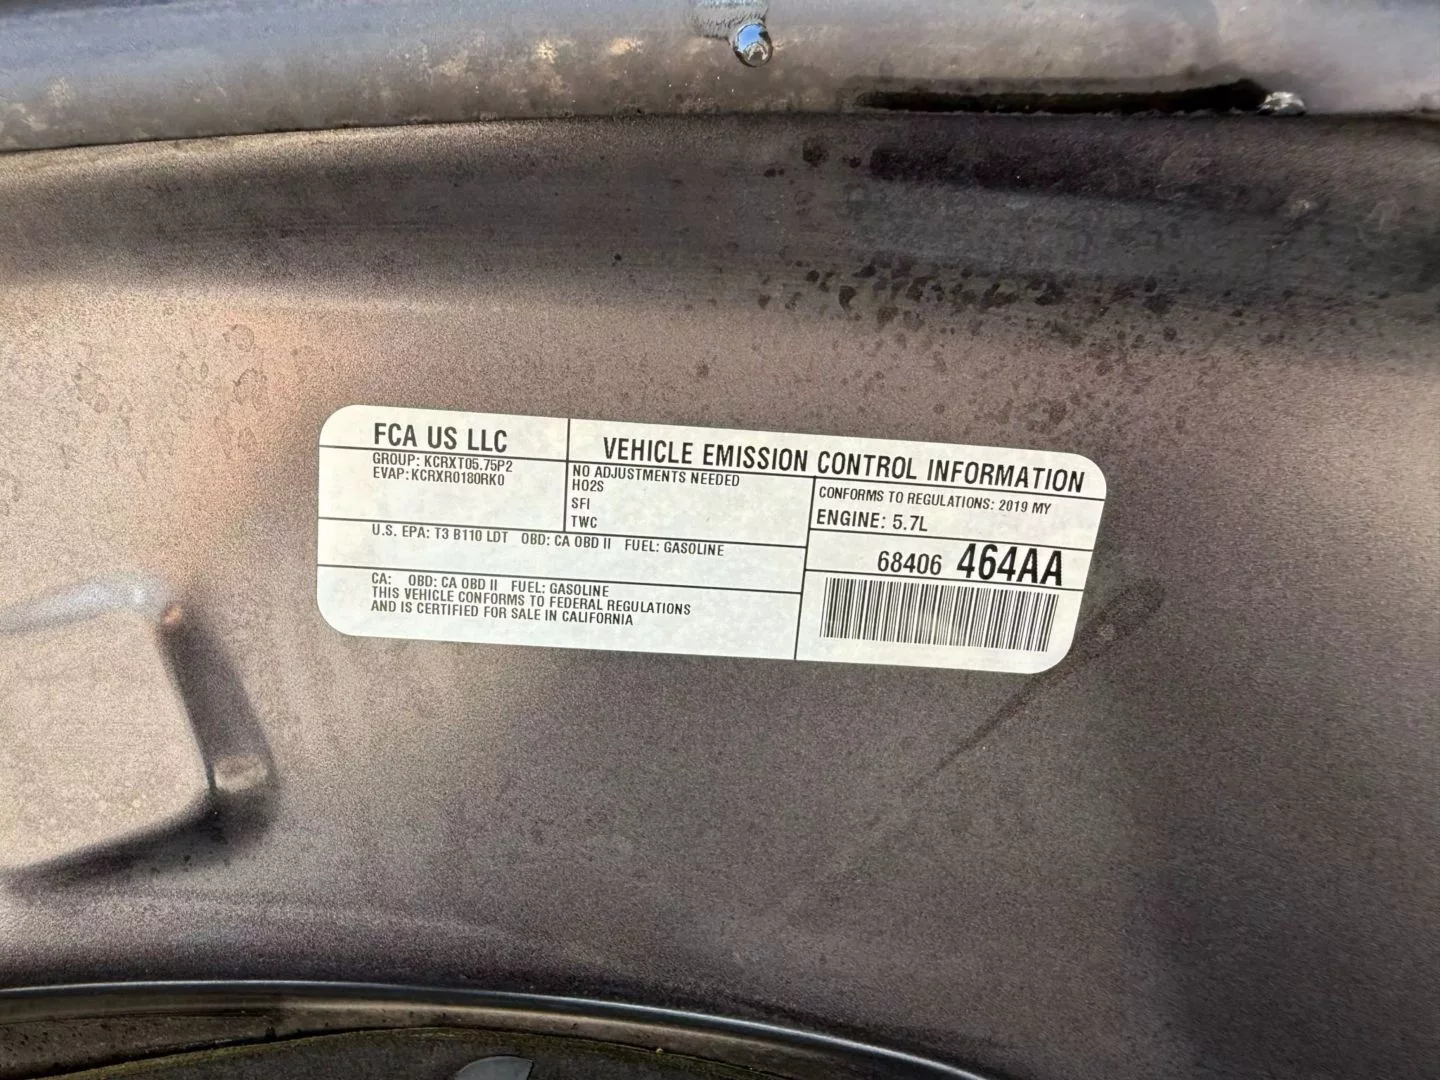 FCA US LLC
VEHICLE EMISSION CONTROL INFORMATION
GROUP: KCRXT05.75P2
EVAP: KCRXR0180RK0
NO ADJUSTMENTS NEEDED
HO2S
SFI
TWC
CONFORMS TO REGULATIONS: 2019 MY
ENGINE: 5.7L
U.S. EPA: T3 B110 LDT OBD: CA OBD II FUEL: GASOLINE
68406 464AA
CA: OBD: CA OBD II FUEL: GASOLINE
THIS VEHICLE CONFORMS TO FEDERAL REGULATIONS
AND IS CERTIFIED FOR SALE IN CALIFORNIA